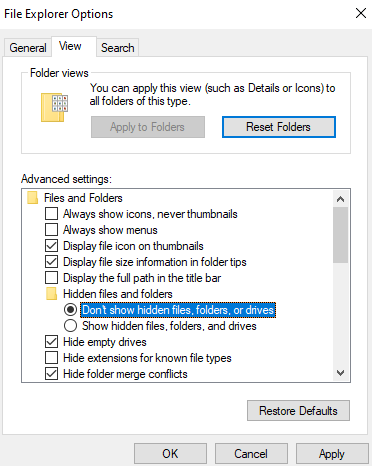 File Explorer Options
General
View
Search
Folder views
You can apply this view (such as Details or Icons) to
all folders of this type.
Apply to Folders
Reset Folders
Advanced settings:
Files and Folders
Always show icons, never thumbnails
Always show menus
Display file icon on thumbnails
Display file size information in folder tips
Display the full path in the title bar
Hidden files and folders
Don't show hidden files, folders, or drives
Show hidden files, folders, and drives
Hide empty drives
Hide extensions for known file types
Hide folder merge conflicts
Restore Defaults
OK
Cancel
Apply